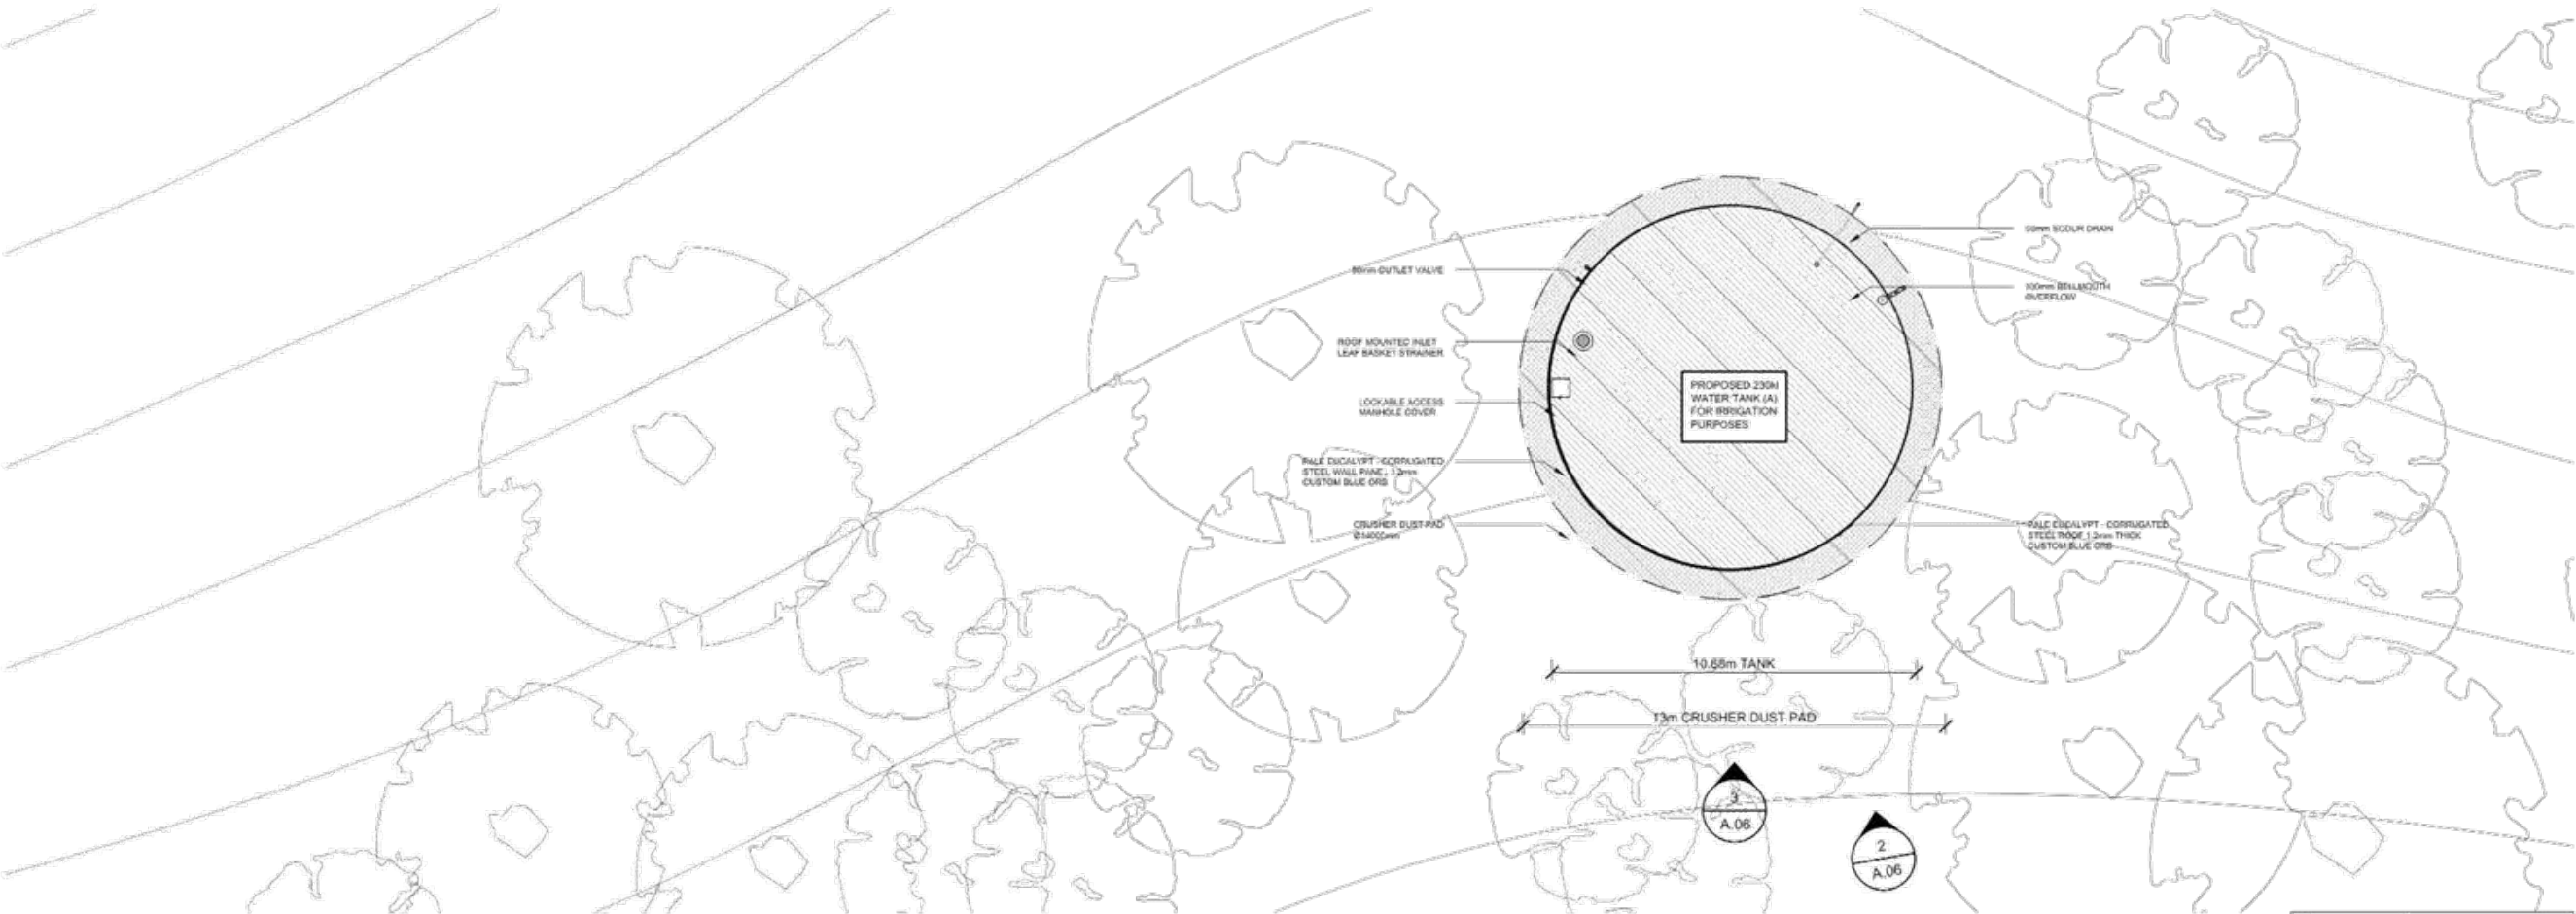 50mm SCOUR DRAIN
80mm OUTLET VALVE
100mm BELLMOUTH
OVERFLOW
ROOF MOUNTED INLET
LEAF BASKET STRAINER
PROPOSED 230kl
WATER TANK (A)
FOR IRRIGATION
PURPOSES
LOCKABLE ACCESS
MANHOLE COVER
PALE EUCALYPT - CORRUGATED
STEEL WALL PANEL 1.2mm
CUSTOM BLUE ORB
CRUSHER DUST PAD
Ø14000mm
PALE EUCALYPT - CORRUGATED
STEEL ROOF 1.2mm THICK
CUSTOM BLUE ORB
10.68m TANK
13m CRUSHER DUST PAD
3
A.06
2
A.06